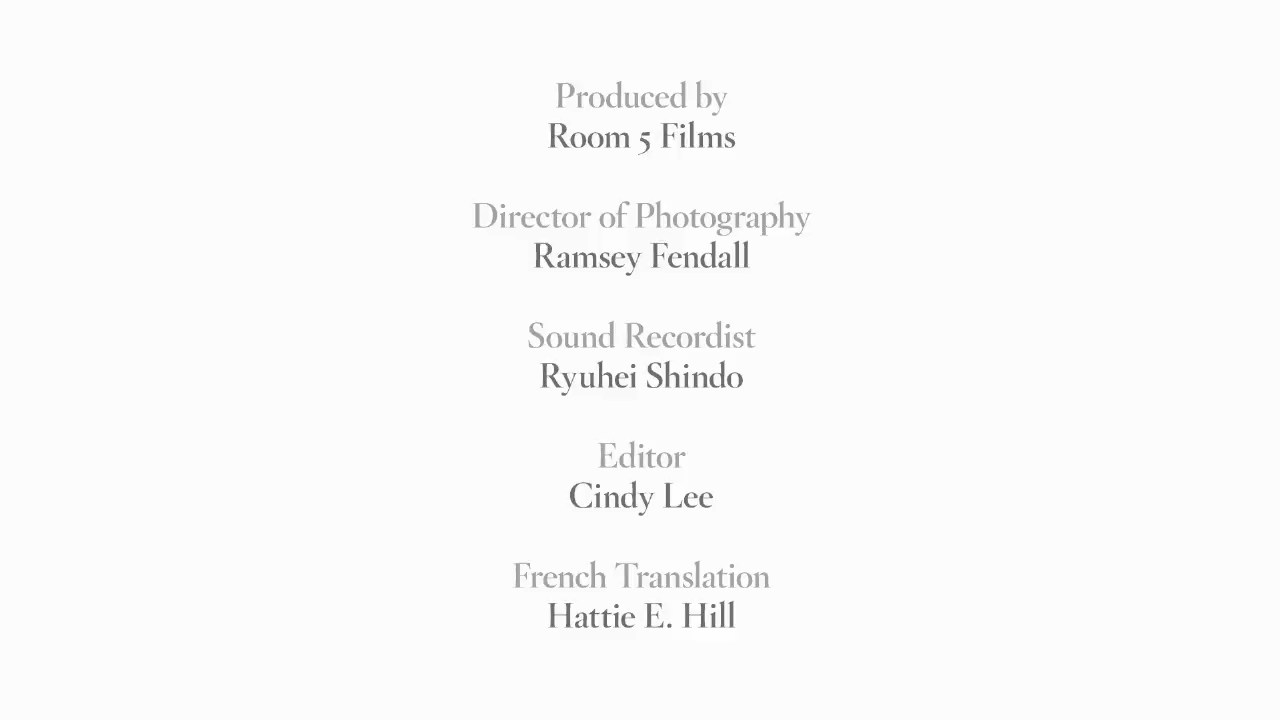 Produced by
Room 5 Films
Director of Photography
Ramsey Fendall
Sound Recordist
Ryuhei Shindo
Editor
Cindy Lee
French Translation
Hattie E. Hill